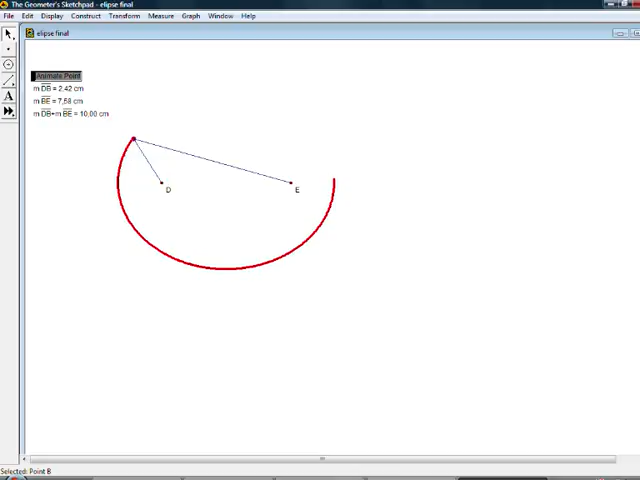 The Geometer's Sketchpad - elipse final
File Edit Display Construct Transform Measure Graph Window Help
elipse final
Animate Point
m DB = 2,42 cm
m BE = 7,58 cm
m DB+m BE = 10,00 cm
D
E
A
Selected: Point B